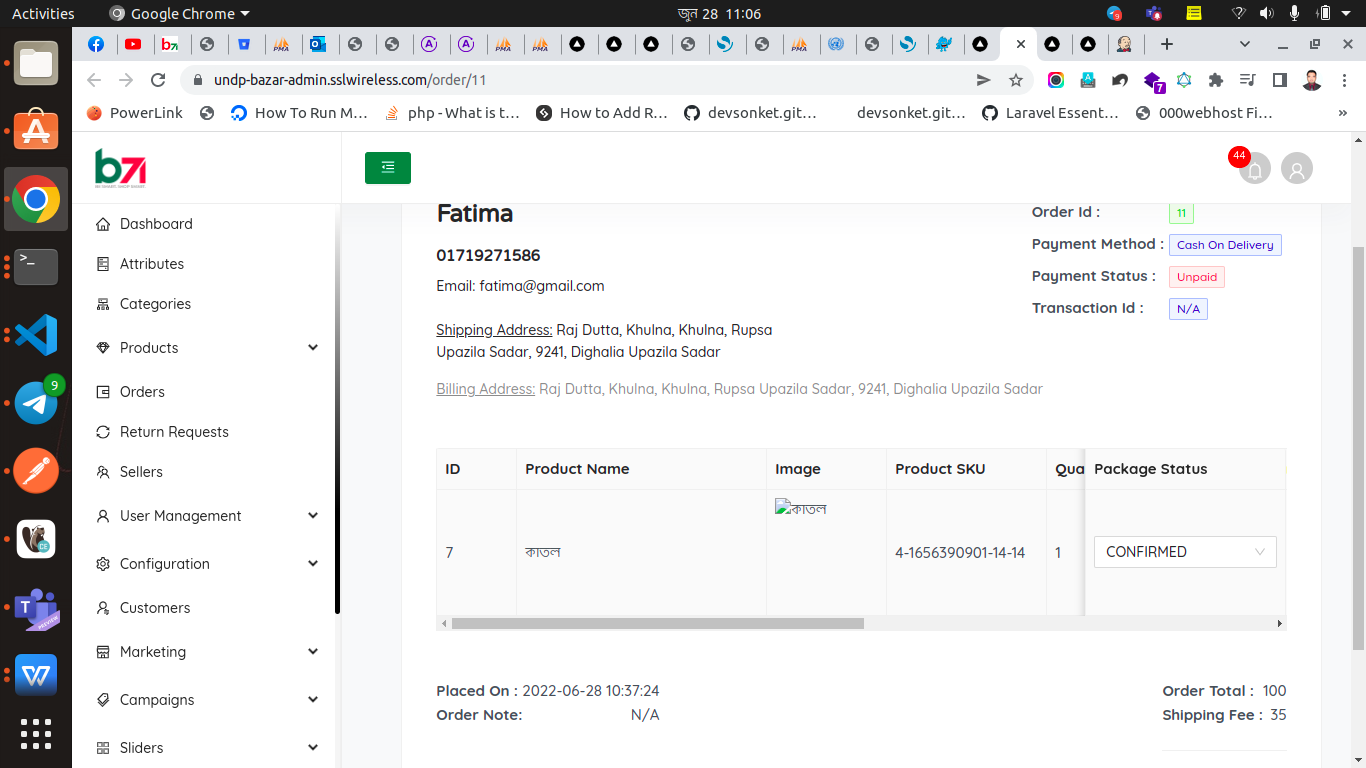 Activities
Google Chrome
জুন 28 11:06
9
undp-bazar-admin.sslwireless.com/order/11
7
PowerLink
How To Run M…
php - What is t…
How to Add R…
devsonket.git…
devsonket.git…
Laravel Essent…
000webhost Fi…
»
b71
44
Dashboard
Attributes
Categories
Products
Orders
Return Requests
Sellers
User Management
Configuration
Customers
Marketing
Campaigns
Sliders
9
Fatima
01719271586
Email: fatima@gmail.com
Shipping Address: Raj Dutta, Khulna, Khulna, Rupsa
Upazila Sadar, 9241, Dighalia Upazila Sadar
Billing Address: Raj Dutta, Khulna, Khulna, Rupsa Upazila Sadar, 9241, Dighalia Upazila Sadar
Order Id : 11
Payment Method : Cash On Delivery
Payment Status : Unpaid
Transaction Id : N/A
ID Product Name Image Product SKU Qua Package Status
7 কাতল কাতল 4-1656390901-14-14 1 CONFIRMED
Placed On : 2022-06-28 10:37:24
Order Note: N/A
Order Total : 100
Shipping Fee : 35